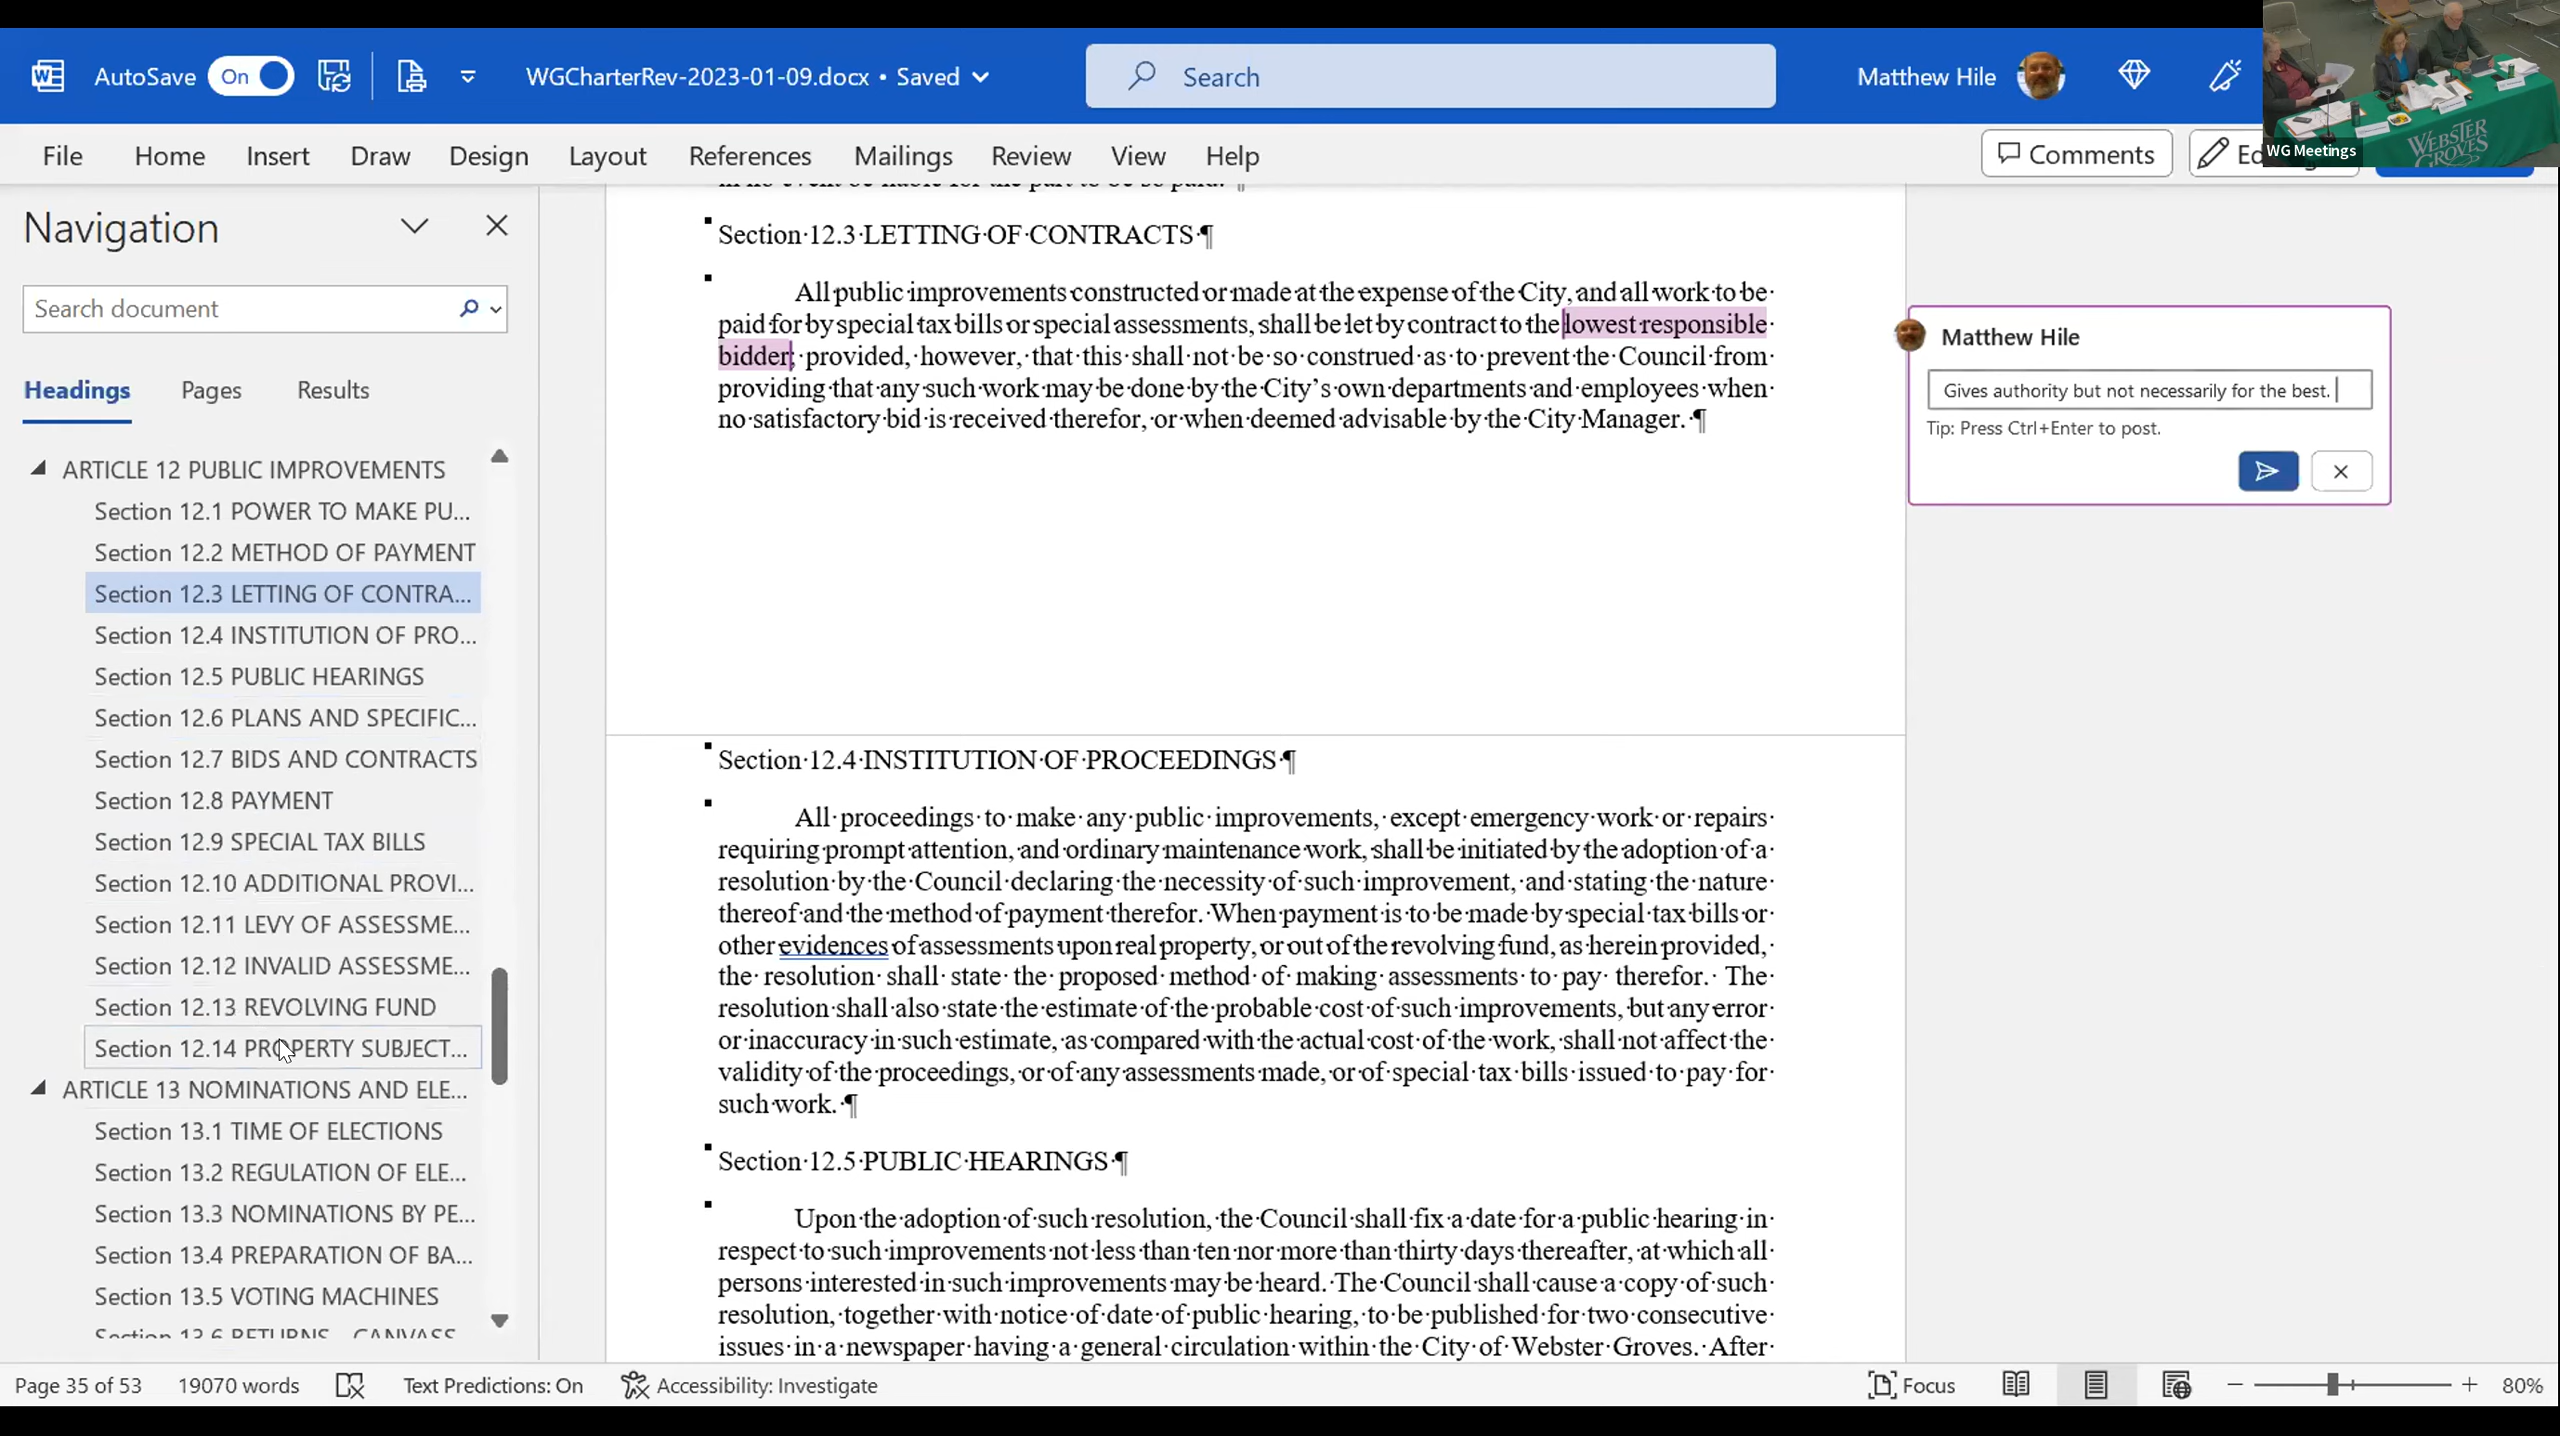 AutoSave On WGCharterRev-2023-01-09.docx • Saved Search Matthew Hile
WG Meetings
WEBSTER
GROVES
File Home Insert Draw Design Layout References Mailings Review View Help Comments
Navigation
Search document
Headings Pages Results
ARTICLE 12 PUBLIC IMPROVEMENTS
Section 12.1 POWER TO MAKE PU...
Section 12.2 METHOD OF PAYMENT
Section 12.3 LETTING OF CONTRA...
Section 12.4 INSTITUTION OF PRO...
Section 12.5 PUBLIC HEARINGS
Section 12.6 PLANS AND SPECIFIC...
Section 12.7 BIDS AND CONTRACTS
Section 12.8 PAYMENT
Section 12.9 SPECIAL TAX BILLS
Section 12.10 ADDITIONAL PROVI...
Section 12.11 LEVY OF ASSESSME...
Section 12.12 INVALID ASSESSME...
Section 12.13 REVOLVING FUND
Section 12.14 PROPERTY SUBJECT...
ARTICLE 13 NOMINATIONS AND ELE...
Section 13.1 TIME OF ELECTIONS
Section 13.2 REGULATION OF ELE...
Section 13.3 NOMINATIONS BY PE...
Section 13.4 PREPARATION OF BA...
Section 13.5 VOTING MACHINES
Section 13.6 RETURNS - CANVASS
in no event be liable for the part to be so paid. ¶
Section 12.3 LETTING OF CONTRACTS ¶
All public improvements constructed or made at the expense of the City, and all work to be
paid for by special tax bills or special assessments, shall be let by contract to the lowest responsible
bidder; provided, however, that this shall not be so construed as to prevent the Council from
providing that any such work may be done by the City's own departments and employees when
no satisfactory bid is received therefor, or when deemed advisable by the City Manager. ¶
Section 12.4 INSTITUTION OF PROCEEDINGS ¶
All proceedings to make any public improvements, except emergency work or repairs
requiring prompt attention, and ordinary maintenance work, shall be initiated by the adoption of a
resolution by the Council declaring the necessity of such improvement, and stating the nature
thereof and the method of payment therefor. When payment is to be made by special tax bills or
other evidences of assessments upon real property, or out of the revolving fund, as herein provided,
the resolution shall state the proposed method of making assessments to pay therefor. The
resolution shall also state the estimate of the probable cost of such improvements, but any error
or inaccuracy in such estimate, as compared with the actual cost of the work, shall not affect the
validity of the proceedings, or of any assessments made, or of special tax bills issued to pay for
such work. ¶
Section 12.5 PUBLIC HEARINGS ¶
Upon the adoption of such resolution, the Council shall fix a date for a public hearing in
respect to such improvements not less than ten nor more than thirty days thereafter, at which all
persons interested in such improvements may be heard. The Council shall cause a copy of such
resolution, together with notice of date of public hearing, to be published for two consecutive
issues in a newspaper having a general circulation within the City of Webster Groves. After
Matthew Hile
Gives authority but not necessarily for the best.
Tip: Press Ctrl+Enter to post.
Page 35 of 53 19070 words Text Predictions: On Accessibility: Investigate Focus 80%